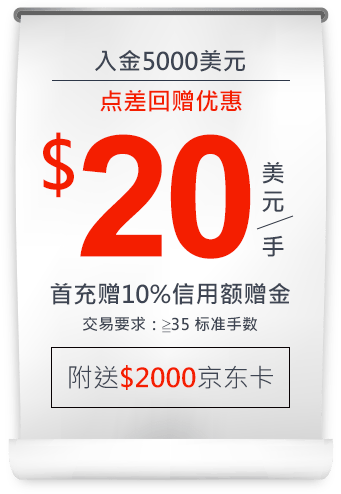 入金5000美元
点差回赠优惠
$20美元/手
首充赠10%信用额赠金
交易要求：≧35 标准手数
附送$2000京东卡